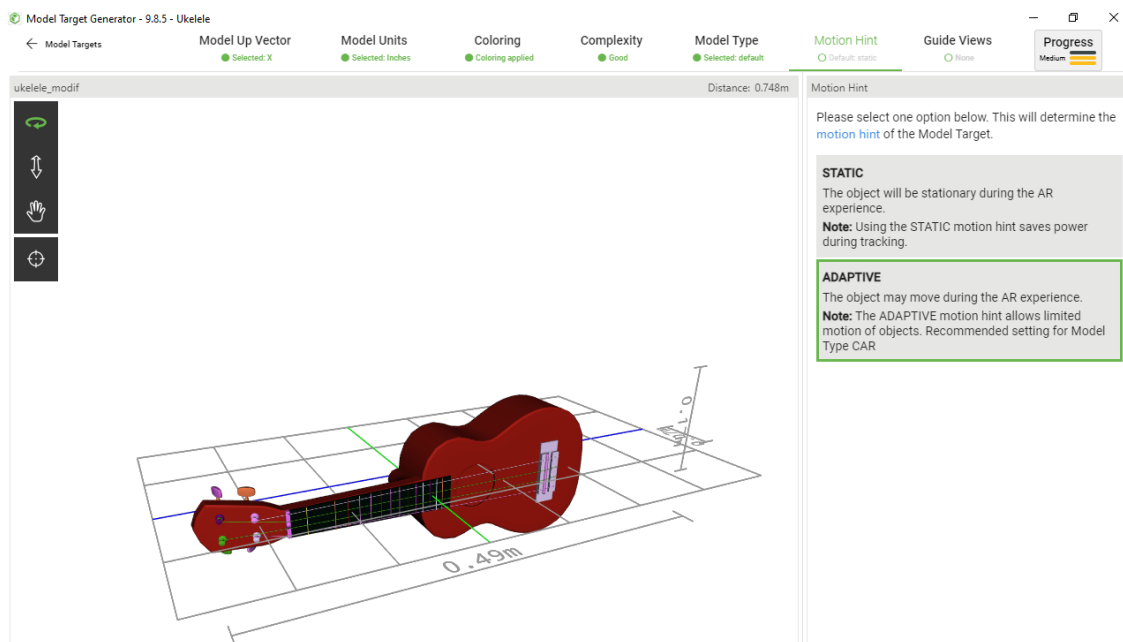 Model Target Generator - 9.8.5 - Ukelele
Model Targets
Model Up Vector
Selected: X
Model Units
Selected: Inches
Coloring
Coloring applied
Complexity
Good
Model Type
Selected: default
Motion Hint
Default: static
Guide Views
None
Progress
Medium
ukelele_modif
Distance: 0.748m
Motion Hint
Please select one option below. This will determine the
motion hint of the Model Target.
STATIC
The object will be stationary during the AR
experience.
Note: Using the STATIC motion hint saves power
during tracking.
ADAPTIVE
The object may move during the AR experience.
Note: The ADAPTIVE motion hint allows limited
motion of objects. Recommended setting for Model
Type CAR
0.49m